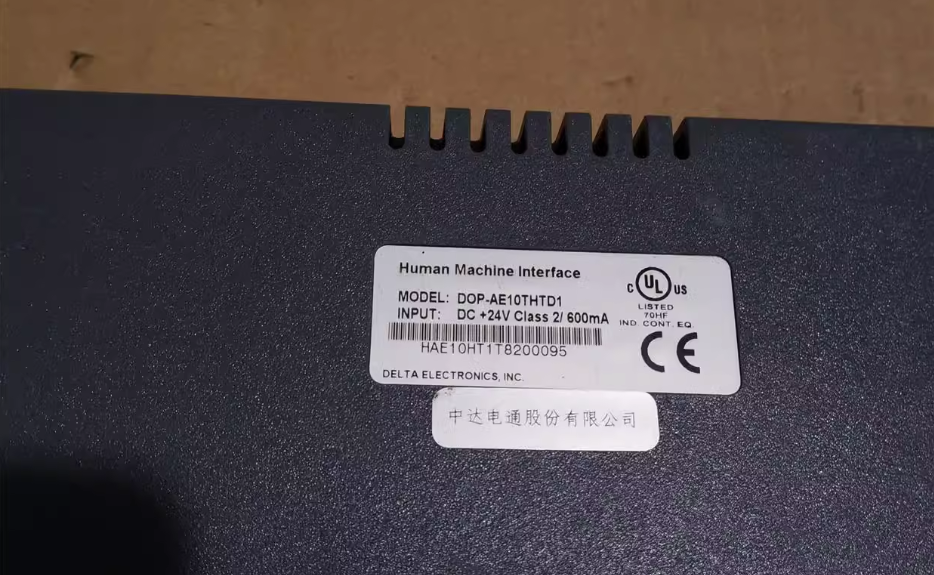 Human Machine Interface
MODEL: DOP-AE10THTD1
INPUT: DC +24V Class 2/ 600mA
HAE10HT1T8200095
DELTA ELECTRONICS, INC.
C UL US
LISTED
70HF
IND. CONT. EQ.
CE
中达电通股份有限公司